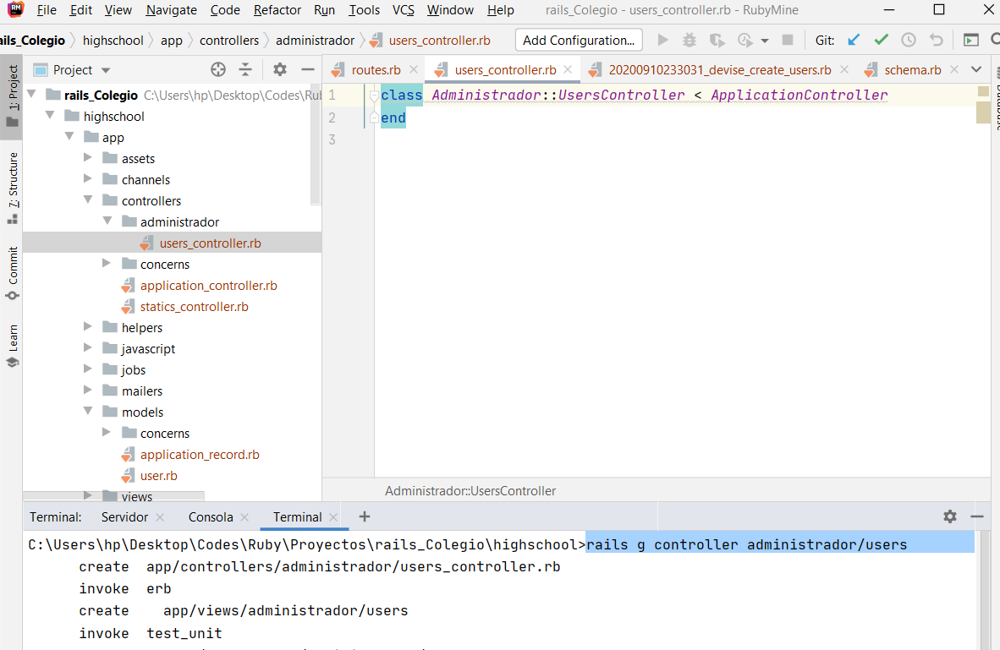 RM File Edit View Navigate Code Refactor Run Tools VCS Window Help rails_Colegio - users_controller.rb - RubyMine
ails_Colegio highschool app controllers administrador users_controller.rb Add Configuration... Git:
1: Project
7: Structure
Commit
Learn
Project
rails_Colegio C:\Users\hp\Desktop\Codes\Rul
highschool
app
assets
channels
controllers
administrador
users_controller.rb
concerns
application_controller.rb
statics_controller.rb
helpers
javascript
jobs
mailers
models
concerns
application_record.rb
user.rb
views
routes.rb users_controller.rb 20200910233031_devise_create_users.rb schema.rb
1 class Administrador::UsersController < ApplicationController
2 end
3
Administrador::UsersController
Terminal: Servidor Consola Terminal
C:\Users\hp\Desktop\Codes\Ruby\Proyectos\rails_Colegio\highschool>rails g controller administrador/users
create app/controllers/administrador/users_controller.rb
invoke erb
create app/views/administrador/users
invoke test_unit